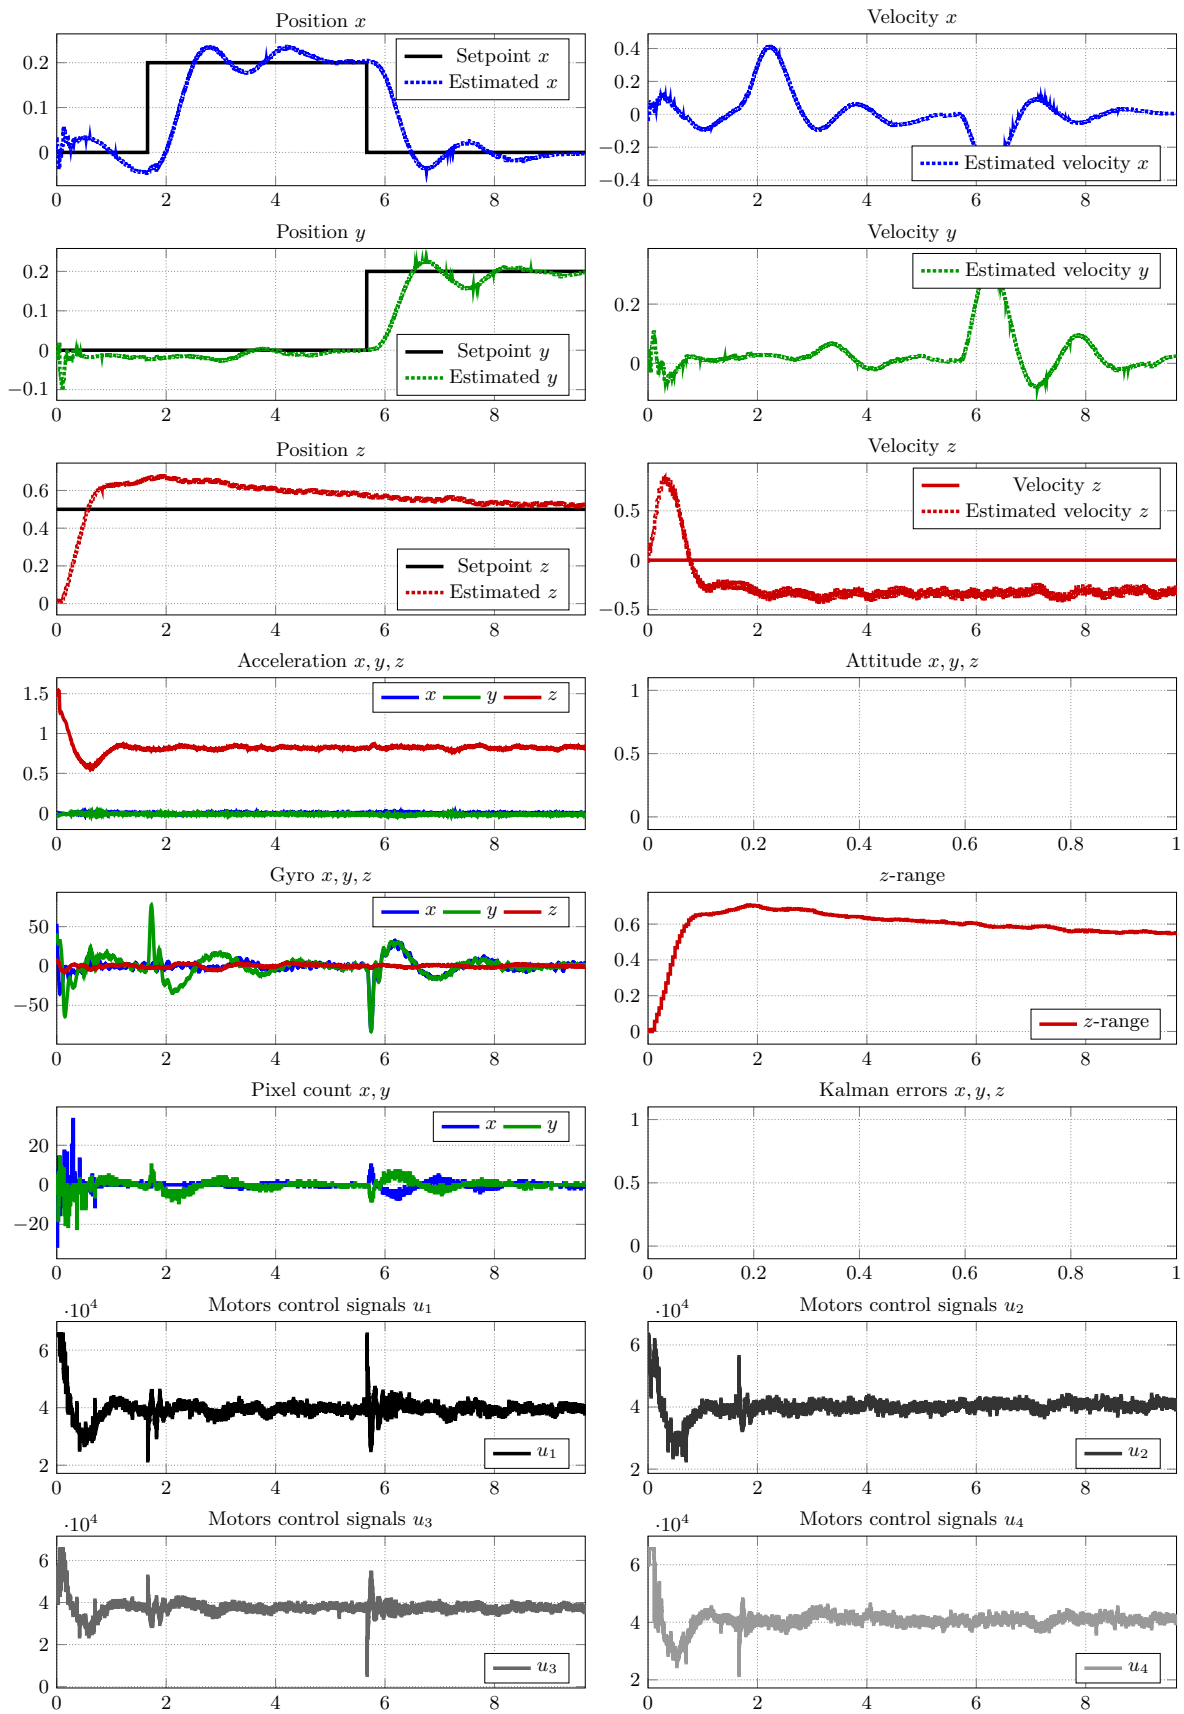 Position x
0.2
0.1
0
Setpoint x
Estimated x
0 2 4 6 8
Velocity x
0.4
0.2
0
−0.2
−0.4
Estimated velocity x
0 2 4 6 8
Position y
0.2
0.1
0
−0.1
Setpoint y
Estimated y
0 2 4 6 8
Velocity y
0.2
0
Estimated velocity y
0 2 4 6 8
Position z
0.6
0.4
0.2
0
Setpoint z
Estimated z
0 2 4 6 8
Velocity z
0.5
0
−0.5
Velocity z
Estimated velocity z
0 2 4 6 8
Acceleration x, y, z
1.5
1
0.5
0
x y z
0 2 4 6 8
Attitude x, y, z
1
0.5
0
0 0.2 0.4 0.6 0.8 1
Gyro x, y, z
50
0
−50
x y z
0 2 4 6 8
z-range
0.6
0.4
0.2
0
z-range
0 2 4 6 8
Pixel count x, y
20
0
−20
x y
0 2 4 6 8
Kalman errors x, y, z
1
0.5
0
0 0.2 0.4 0.6 0.8 1
Motors control signals u₁
·10⁴
6
4
2
u₁
0 2 4 6 8
Motors control signals u₂
·10⁴
6
4
2
u₂
0 2 4 6 8
Motors control signals u₃
·10⁴
6
4
2
0
u₃
0 2 4 6 8
Motors control signals u₄
·10⁴
6
4
2
u₄
0 2 4 6 8